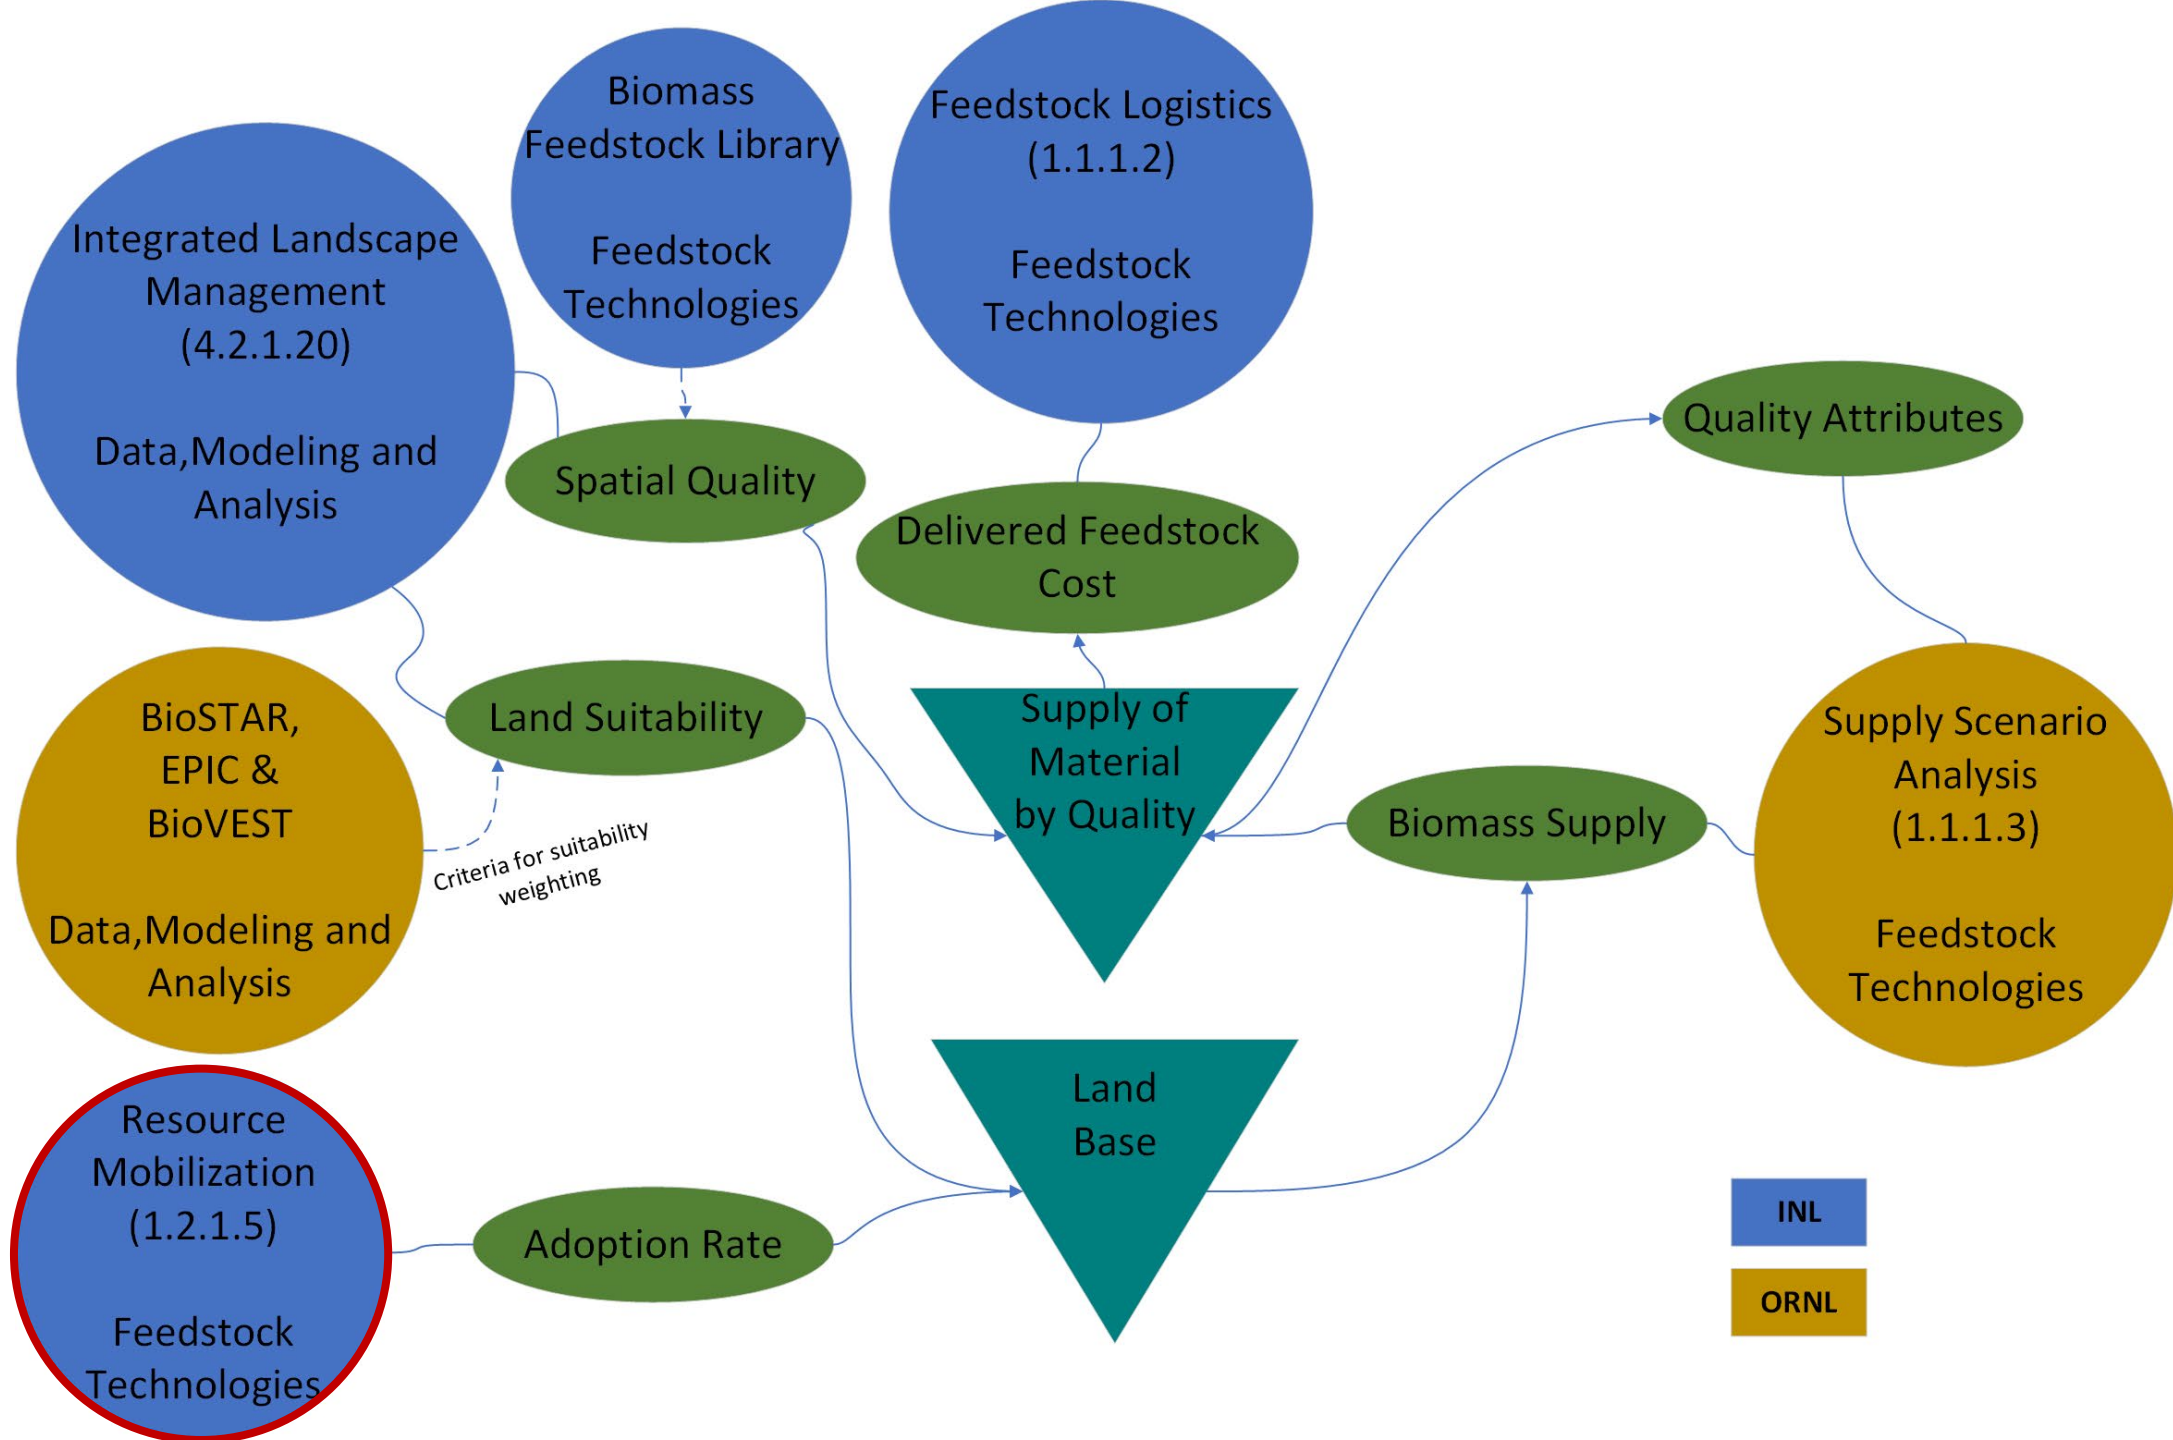 Biomass
Feedstock Library
Feedstock
Technologies
Feedstock Logistics
(1.1.1.2)
Feedstock
Technologies
Integrated Landscape
Management
(4.2.1.20)
Data,Modeling and
Analysis
Quality Attributes
Spatial Quality
Delivered Feedstock
Cost
BioSTAR,
EPIC &
BioVEST
Data,Modeling and
Analysis
Land Suitability
Criteria for suitability
weighting
Supply of
Material
by Quality
Biomass Supply
Supply Scenario
Analysis
(1.1.1.3)
Feedstock
Technologies
Resource
Mobilization
(1.2.1.5)
Feedstock
Technologies
Adoption Rate
Land
Base
INL
ORNL